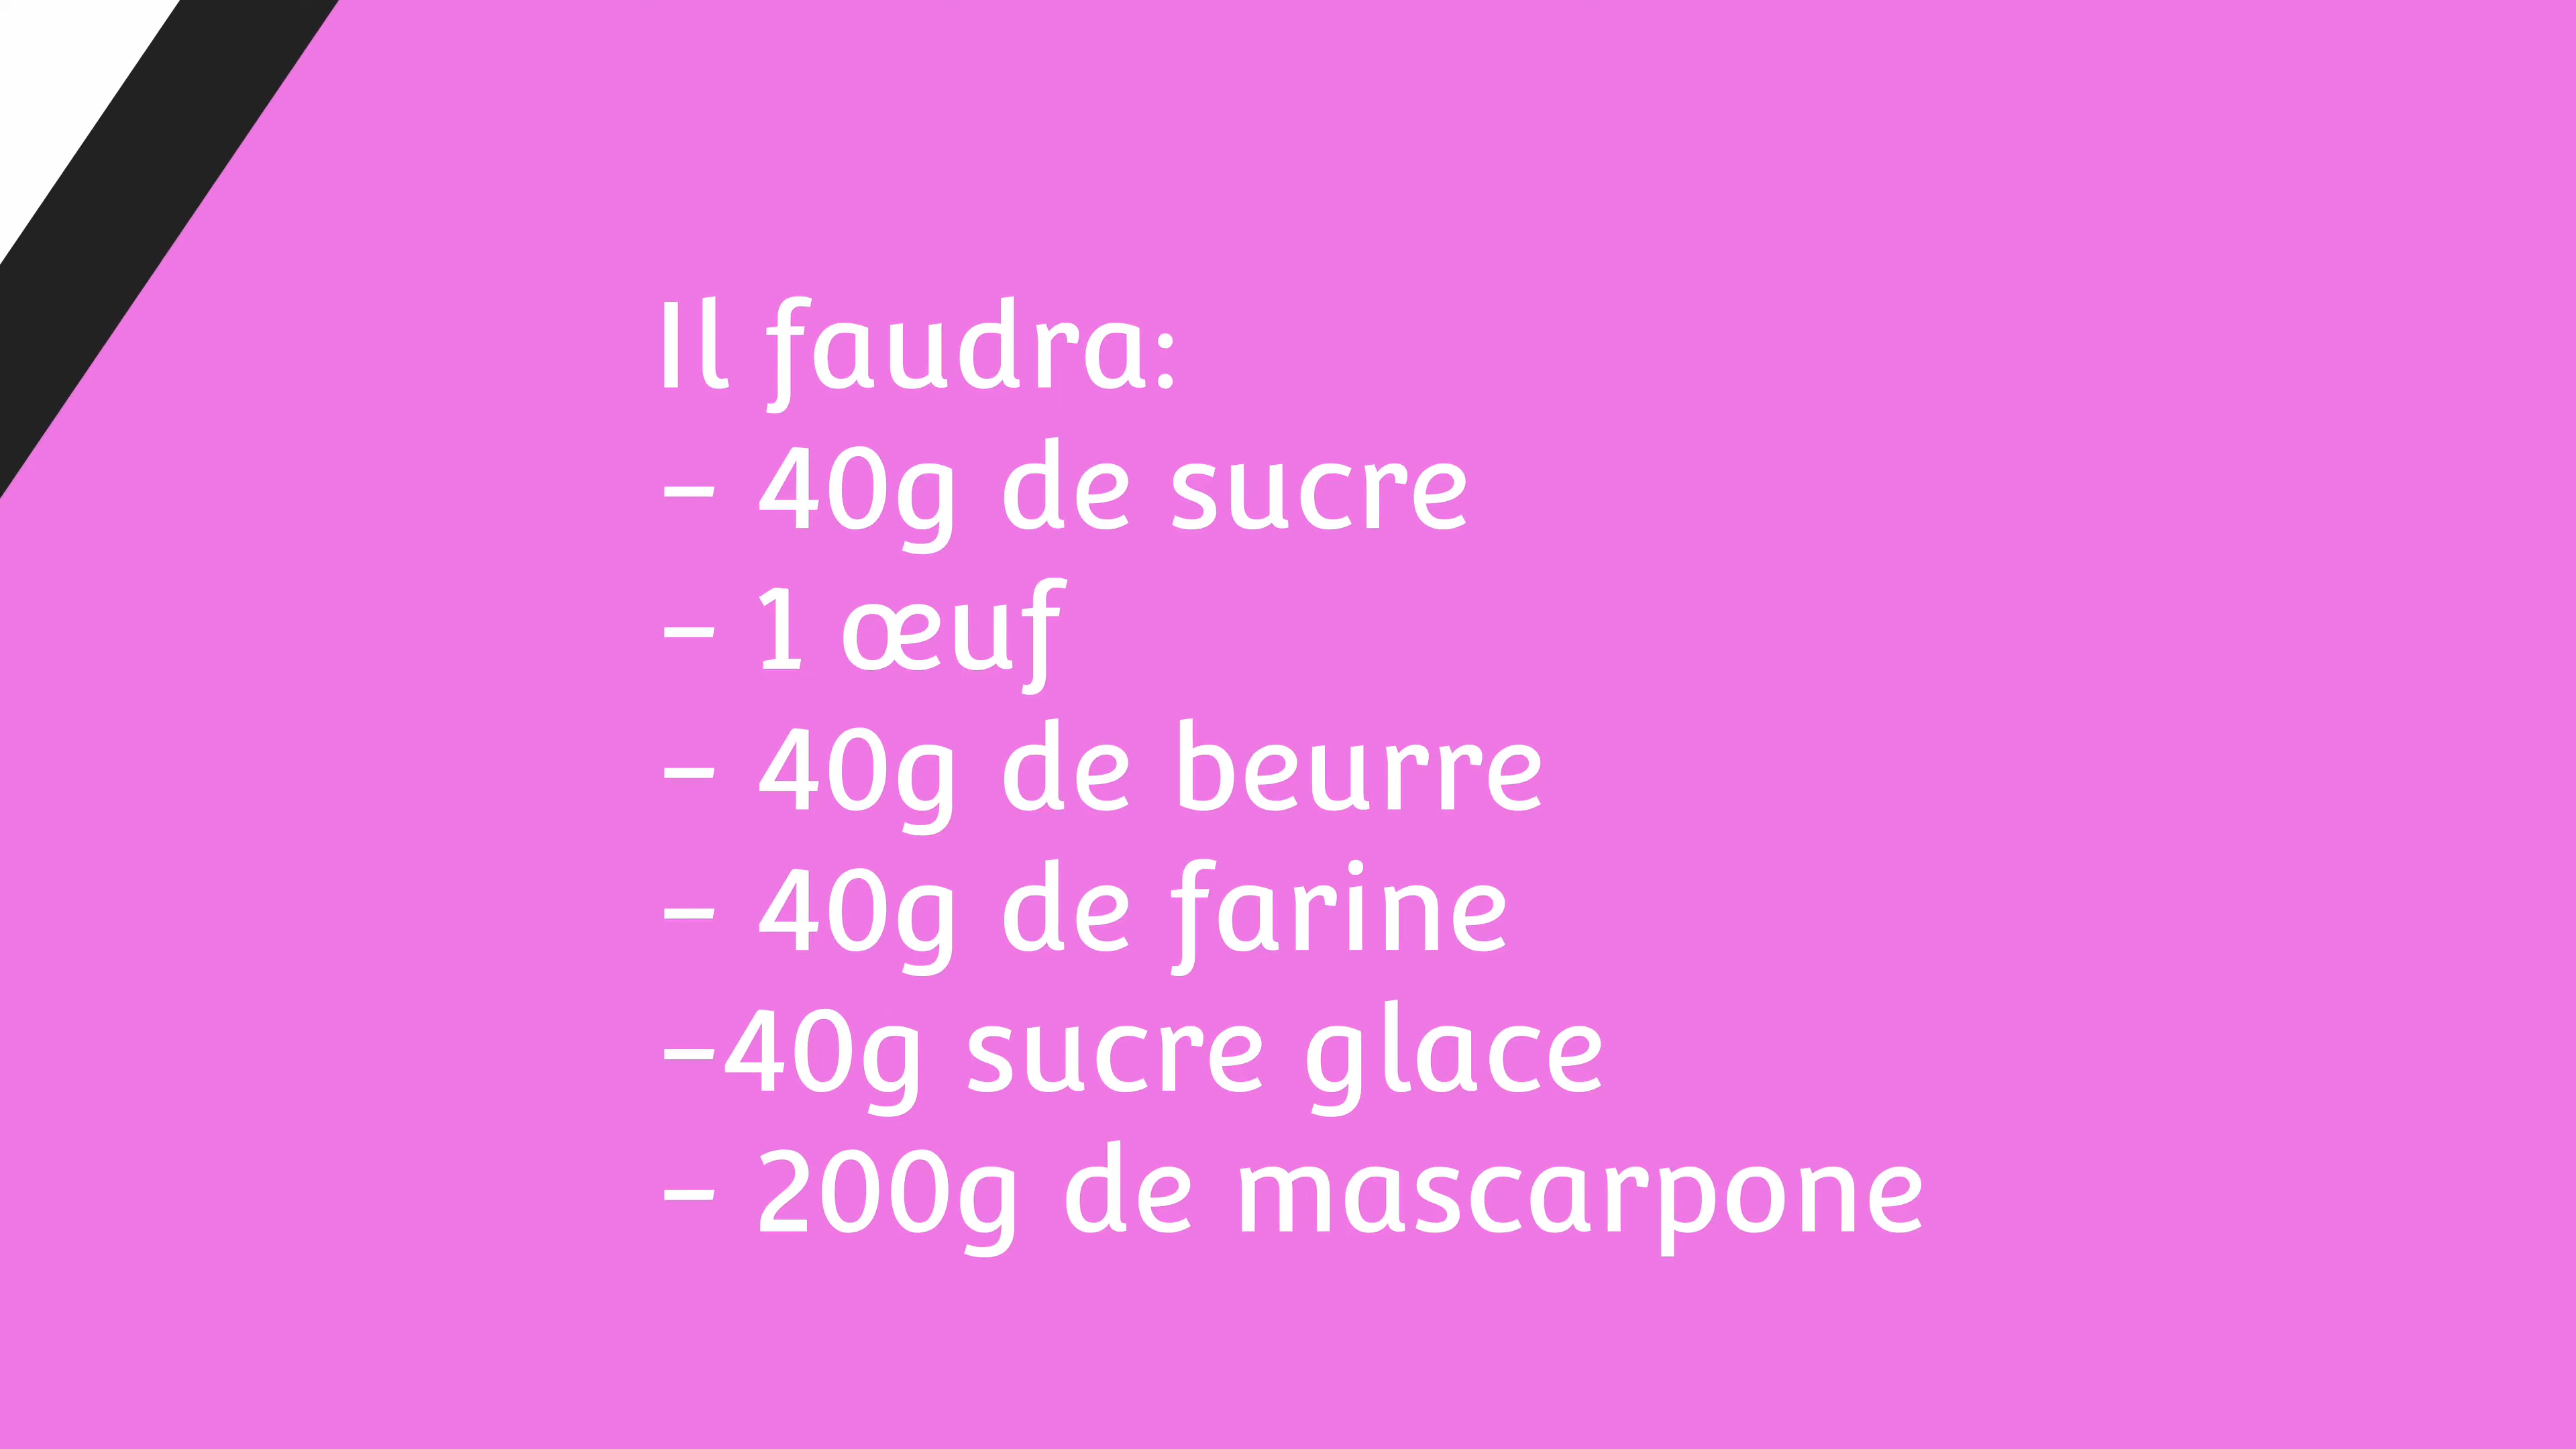 Il faudra:
- 40g de sucre
- 1 œuf
- 40g de beurre
- 40g de farine
-40g sucre glace
- 200g de mascarpone